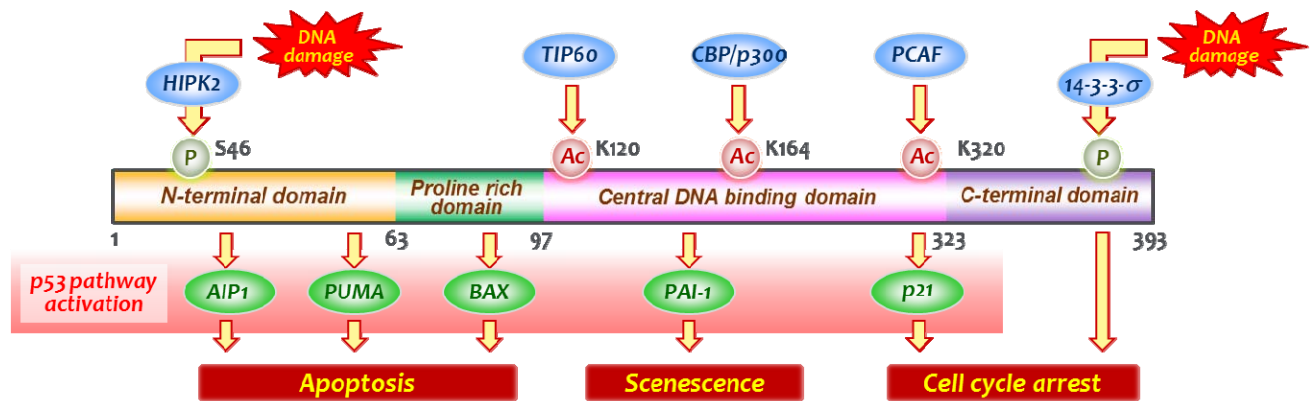 DNA
damage
HIPK2
TIP60
CBP/p300
PCAF
DNA
damage
14-3-3-σ
P
S46
Ac
K120
Ac
K164
Ac
K320
P
N-terminal domain
Proline rich
domain
Central DNA binding domain
C-terminal domain
1
63
97
323
393
p53 pathway
activation
AIP1
PUMA
BAX
PAI-1
p21
Apoptosis
Scenescence
Cell cycle arrest